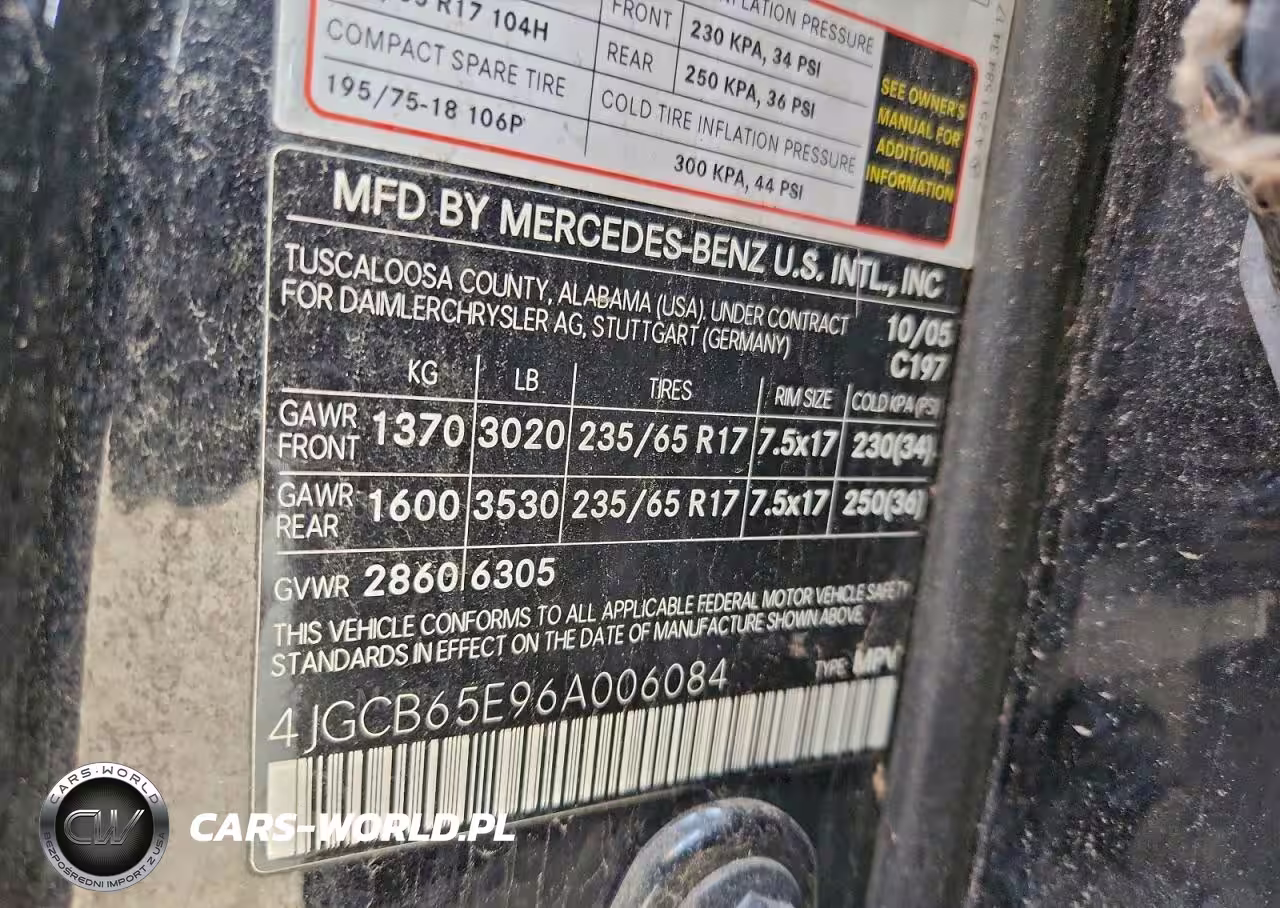 R17 104H
FRONT
230 KPA, 34 PSI
INFLATION PRESSURE
COMPACT SPARE TIRE
REAR
250 KPA, 36 PSI
195/75-18 106P
COLD TIRE INFLATION PRESSURE
300 KPA, 44 PSI
SEE OWNER'S
MANUAL FOR
ADDITIONAL
INFORMATION
MFD BY MERCEDES-BENZ U.S. INTL., INC
TUSCALOOSA COUNTY, ALABAMA (USA) UNDER CONTRACT 10/05
FOR DAIMLERCHRYSLER AG, STUTTGART (GERMANY) C197
KG LB TIRES RIM SIZE COLD KPA (PSI)
GAWR FRONT 1370 3020 235/65 R17 7.5x17 230(34)
GAWR REAR 1600 3530 235/65 R17 7.5x17 250(36)
GVWR 2860 6305
THIS VEHICLE CONFORMS TO ALL APPLICABLE FEDERAL MOTOR VEHICLE SAFETY
STANDARDS IN EFFECT ON THE DATE OF MANUFACTURE SHOWN ABOVE.
4JGCB65E96A006084 TYPE: MPV
CARS-WORLD
CW
BEZPOŚREDNI IMPORT Z USA
CARS-WORLD.PL